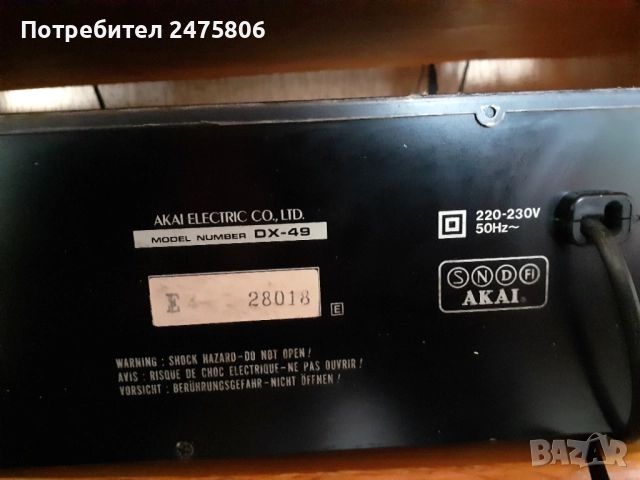 Потребител 2475806
AKAI ELECTRIC CO., LTD.
MODEL NUMBER DX-49
220-230V
50Hz~
E 28018
E
S N D FI
AKAI
WARNING : SHOCK HAZARD-DO NOT OPEN !
AVIS : RISQUE DE CHOC ELECTRIQUE-NE PAS OUVRIR !
VORSICHT : BERÜHRUNGSGEFAHR-NICHT ÖFFNEN !
BAZAR